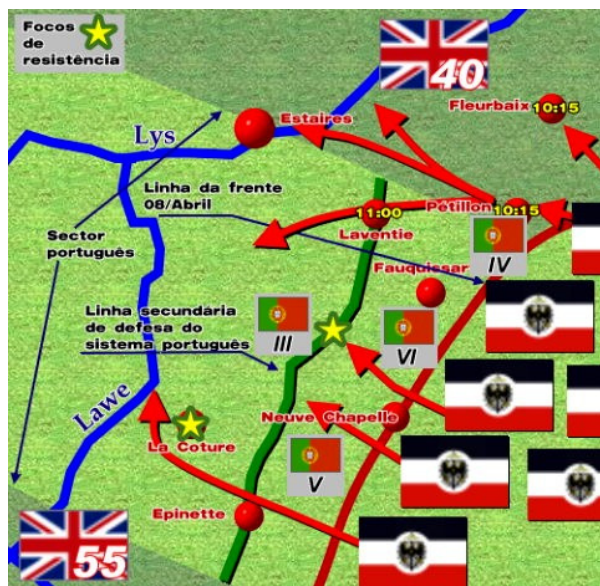 Focos
de
resistência
40
Fleurbaix
10:15
Estaires
Lys
Linha da frente
08/Abril
Pétillon
10:15
11:00
Laventie
Sector
português
IV
Fauquissar
Linha secundária
de defesa do
sistema português
III
VI
Lawe
Neuve Chapelle
La Coture
V
Epinette
55